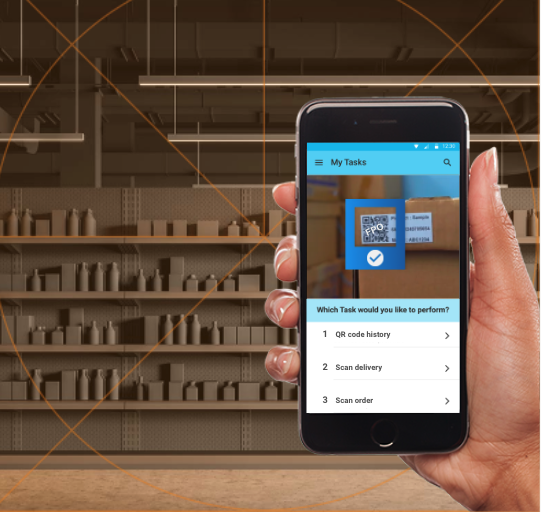 12:30
My Tasks
FPO
- Sample
Which Task would you like to perform?
1 QR code history
2 Scan delivery
3 Scan order